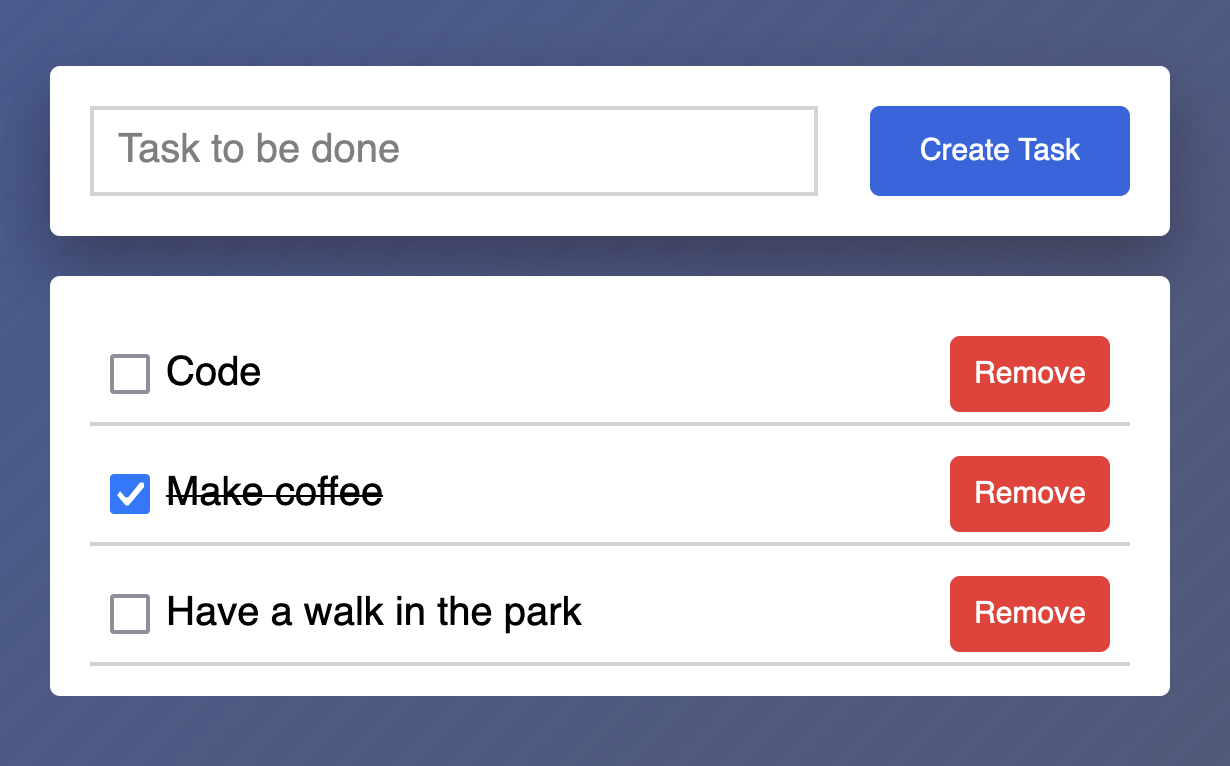 Task to be done
Create Task
Code
Remove
Make coffee
Remove
Have a walk in the park
Remove